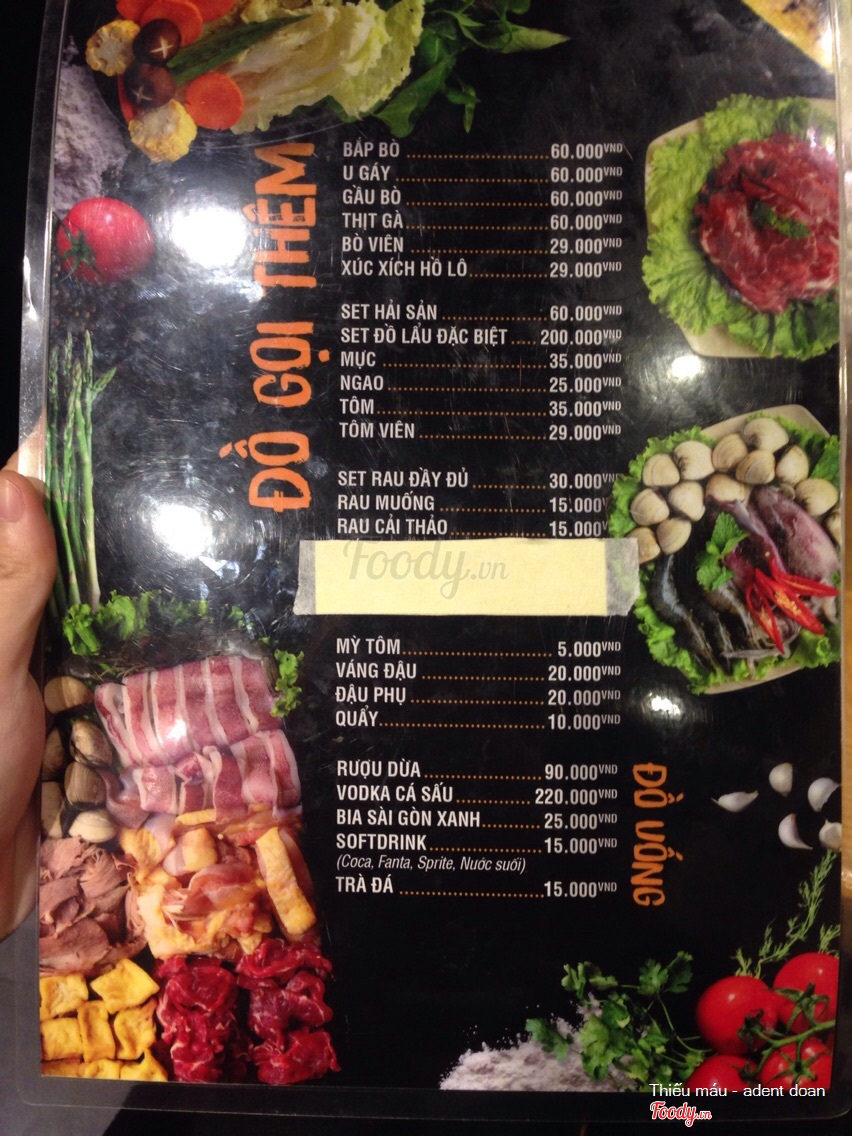 ĐỒ GỌI THÊM
BẮP BÒ 60.000VND
U GÁY 60.000VND
GẦU BÒ 60.000VND
THỊT GÀ 60.000VND
BÒ VIÊN 29.000VND
XÚC XÍCH HỒ LÔ 29.000VND
SET HẢI SẢN 60.000VND
SET ĐỒ LẨU ĐẶC BIỆT 200.000VND
MỰC 35.000VND
NGAO 25.000VND
TÔM 35.000VND
TÔM VIÊN 29.000VND
SET RAU ĐẦY ĐỦ 30.000VND
RAU MUỐNG 15.000VND
RAU CẢI THẢO 15.000VND
Foody.vn
MỲ TÔM 5.000VND
VÁNG ĐẬU 20.000VND
ĐẬU PHỤ 20.000VND
QUẨY 10.000VND
ĐỒ UỐNG
RƯỢU DỪA 90.000VND
VODKA CÁ SẤU 220.000VND
BIA SÀI GÒN XANH 25.000VND
SOFTDRINK 15.000VND
(Coca, Fanta, Sprite, Nước suối)
TRÀ ĐÁ 15.000VND
Thiếu máu - adent doan
Foody.vn